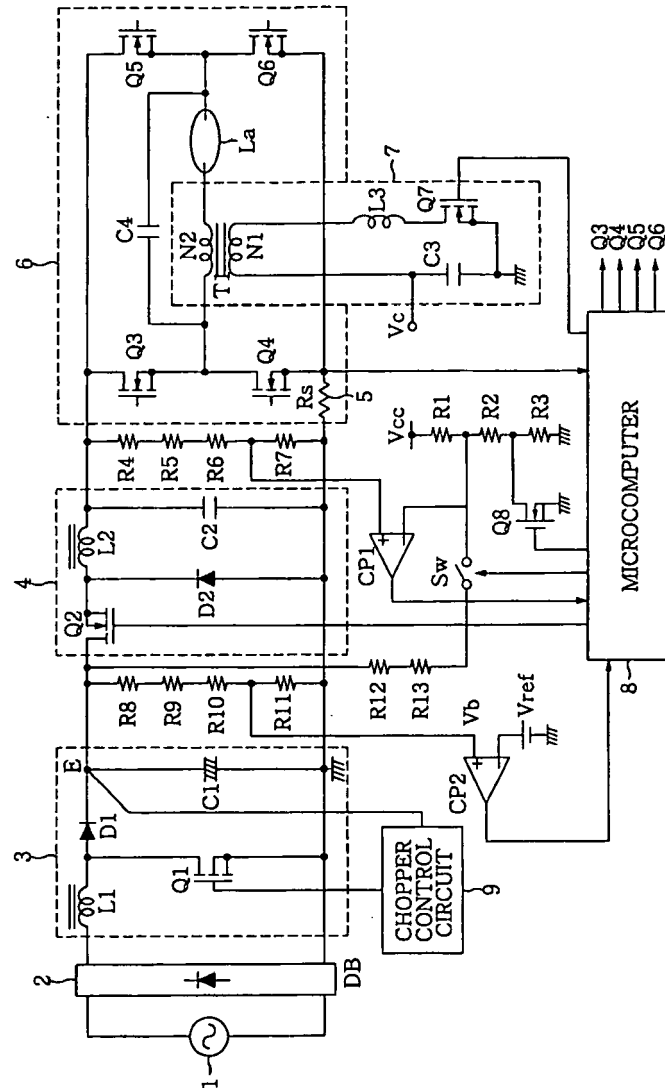 1
2
DB
3
L1
D1
E
Q1
C1
CHOPPER
CONTROL
CIRCUIT
9
R8
R9
R10
R11
4
Q2
L2
D2
C2
R12
R13
Vb
CP2
Vref
R4
R5
R6
R7
CP1
Sw
Vcc
R1
R2
R3
Q8
Rs
5
6
Q3
Q4
C4
N2
T1
N1
Vc
C3
L3
7
Q7
La
Q5
Q6
MICROCOMPUTER
8
Q3
Q4
Q5
Q6